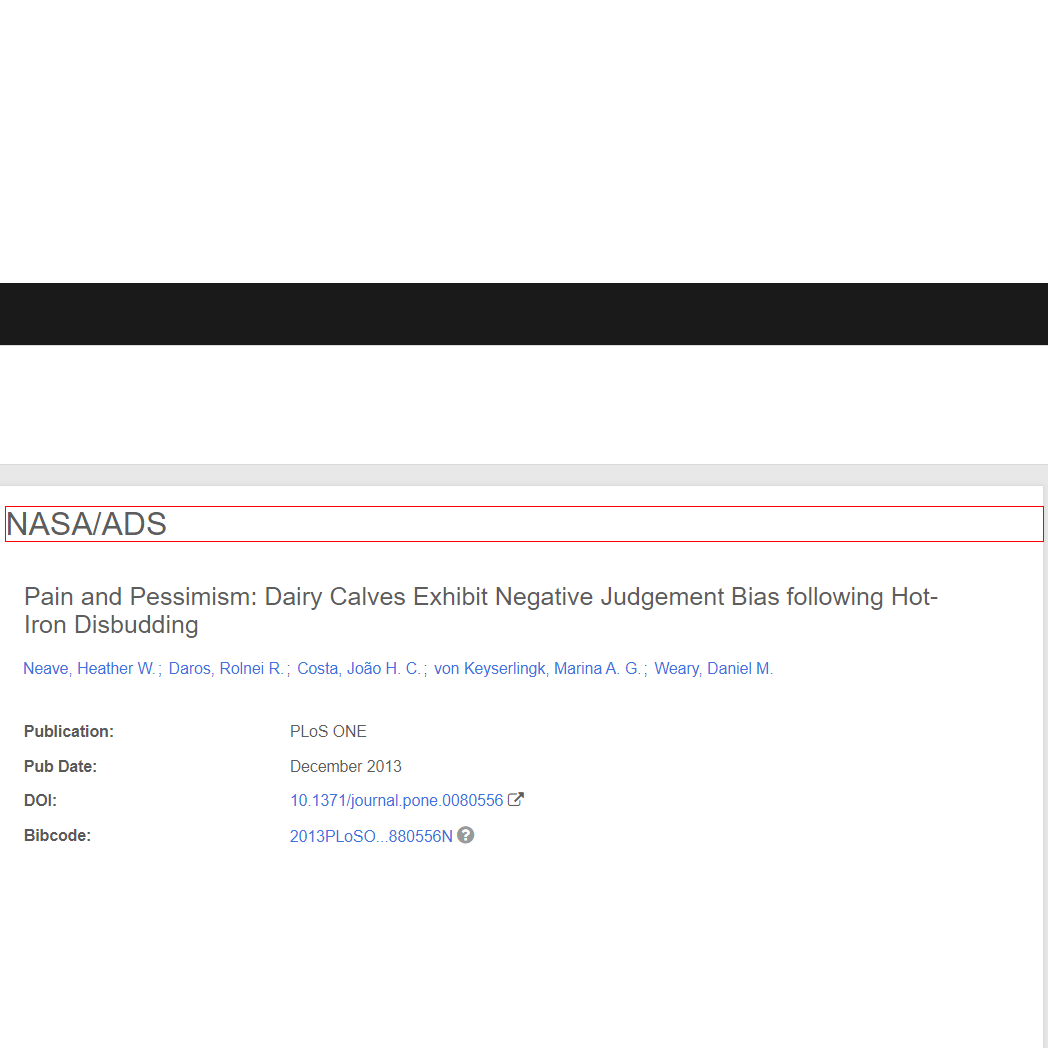 NASA/ADS
Pain and Pessimism: Dairy Calves Exhibit Negative Judgement Bias following Hot-
Iron Disbudding
Neave, Heather W. ; Daros, Rolnei R. ; Costa, João H. C. ; von Keyserlingk, Marina A. G. ; Weary, Daniel M.
Publication: PLoS ONE
Pub Date: December 2013
DOI: 10.1371/journal.pone.0080556
Bibcode: 2013PLoSO...880556N ?